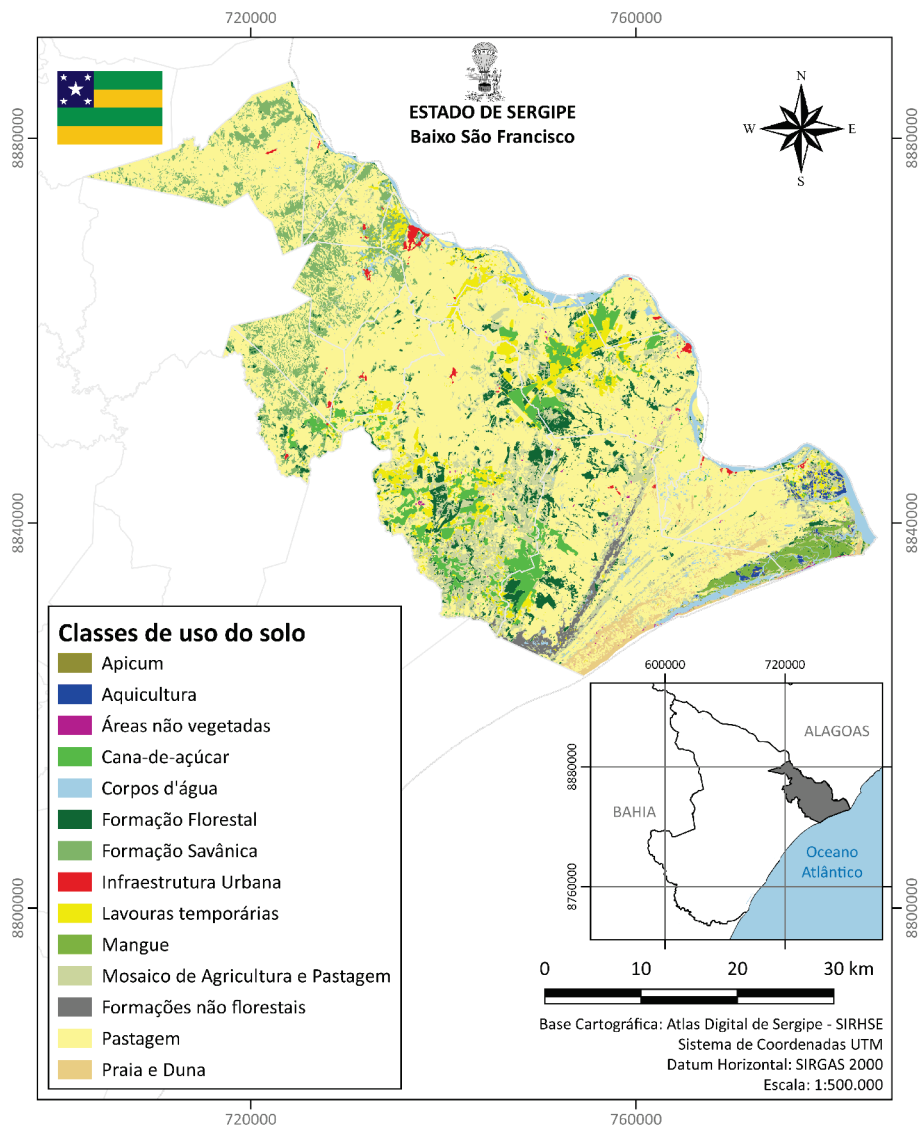 720000
760000
ESTADO DE SERGIPE
Baixo São Francisco
N
W
E
S
8880000
8880000
8840000
8840000
8800000
8800000
Classes de uso do solo
Apicum
Aquicultura
Áreas não vegetadas
Cana-de-açúcar
Corpos d'água
Formação Florestal
Formação Savânica
Infraestrutura Urbana
Lavouras temporárias
Mangue
Mosaico de Agricultura e Pastagem
Formações não florestais
Pastagem
Praia e Duna
600000
720000
8880000
8760000
ALAGOAS
BAHIA
Oceano
Atlântico
0
10
20
30 km
Base Cartográfica: Atlas Digital de Sergipe - SIRHSE
Sistema de Coordenadas UTM
Datum Horizontal: SIRGAS 2000
Escala: 1:500.000
720000
760000